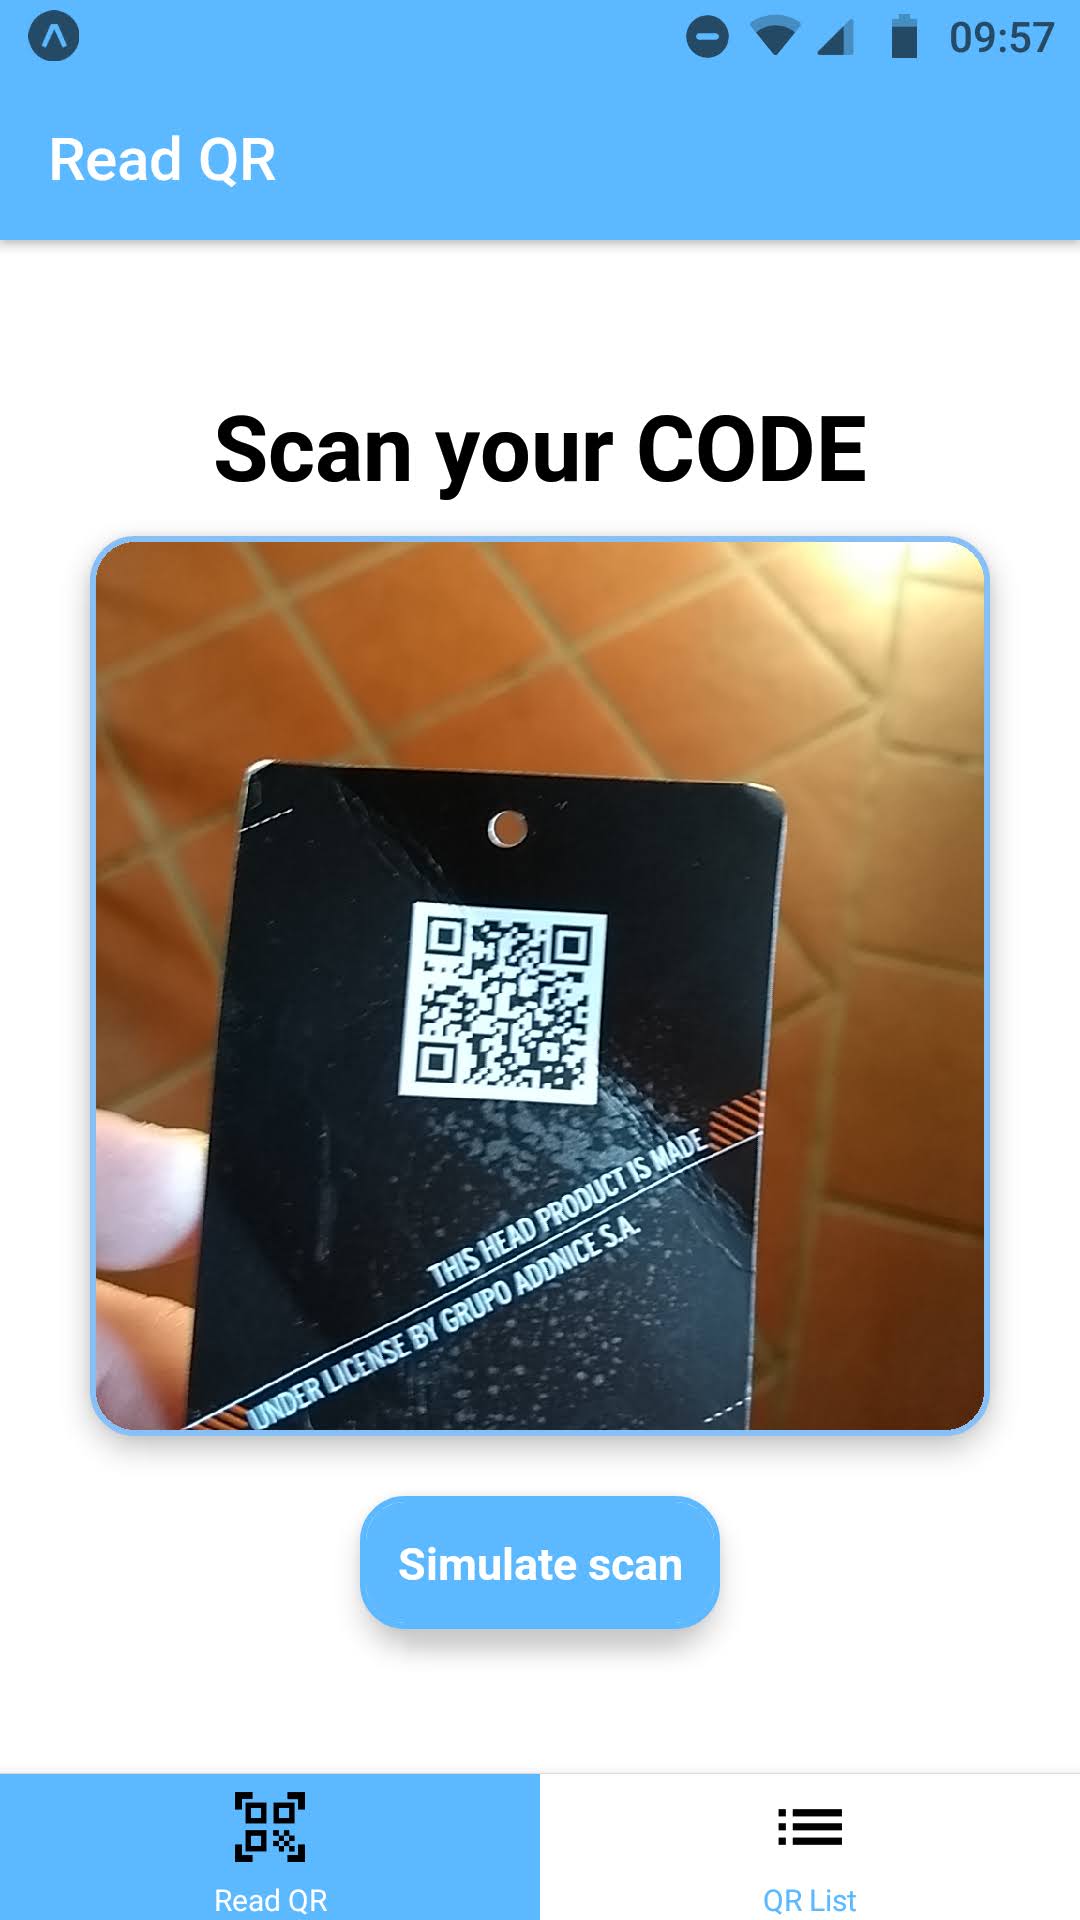 09:57
Read QR
Scan your CODE
THIS HEAD PRODUCT IS MADE
UNDER LICENSE BY GRUPO ADDNICE S.A.
Simulate scan
Read QR
QR List